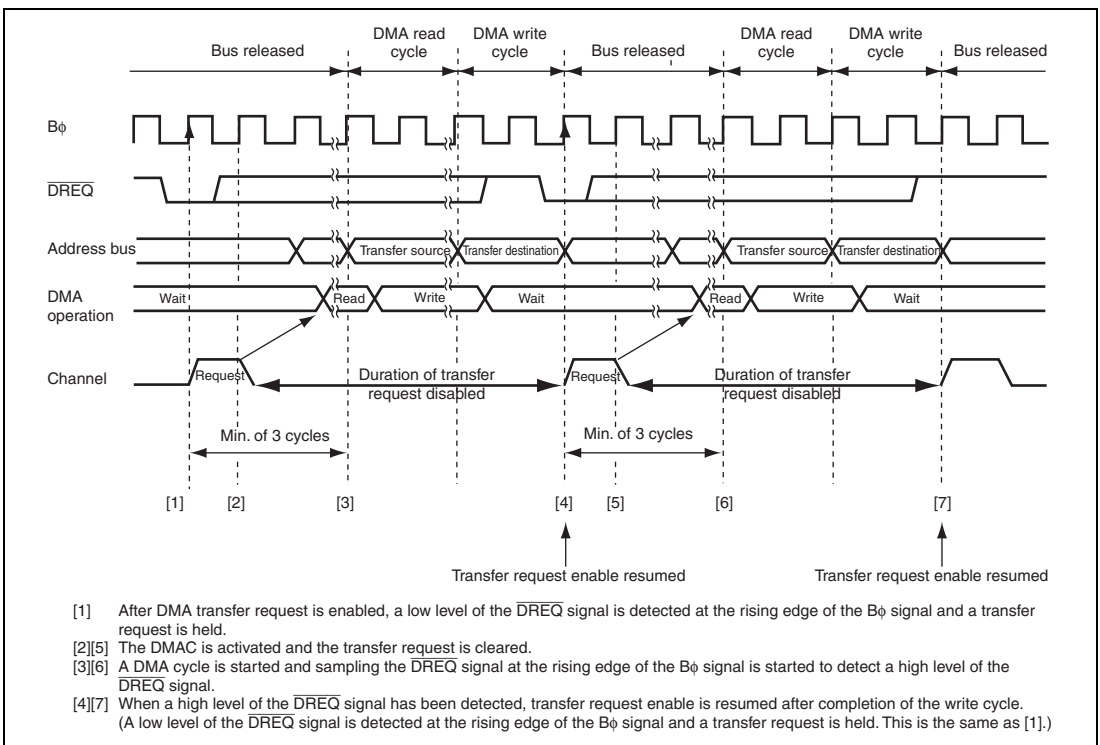 Bus released
DMA read cycle
DMA write cycle
Bus released
DMA read cycle
DMA write cycle
Bus released
Bφ
DREQ
Address bus
Transfer source
Transfer destination
Transfer source
Transfer destination
DMA operation
Wait
Read
Write
Wait
Read
Write
Wait
Channel
Request
Duration of transfer request disabled
Request
Duration of transfer request disabled
Min. of 3 cycles
Min. of 3 cycles
[1] [2] [3] [4] [5] [6] [7]
Transfer request enable resumed
Transfer request enable resumed
[1] After DMA transfer request is enabled, a low level of the DREQ signal is detected at the rising edge of the Bφ signal and a transfer
request is held.
[2][5] The DMAC is activated and the transfer request is cleared.
[3][6] A DMA cycle is started and sampling the DREQ signal at the rising edge of the Bφ signal is started to detect a high level of the
DREQ signal.
[4][7] When a high level of the DREQ signal has been detected, transfer request enable is resumed after completion of the write cycle.
(A low level of the DREQ signal is detected at the rising edge of the Bφ signal and a transfer request is held. This is the same as [1].)